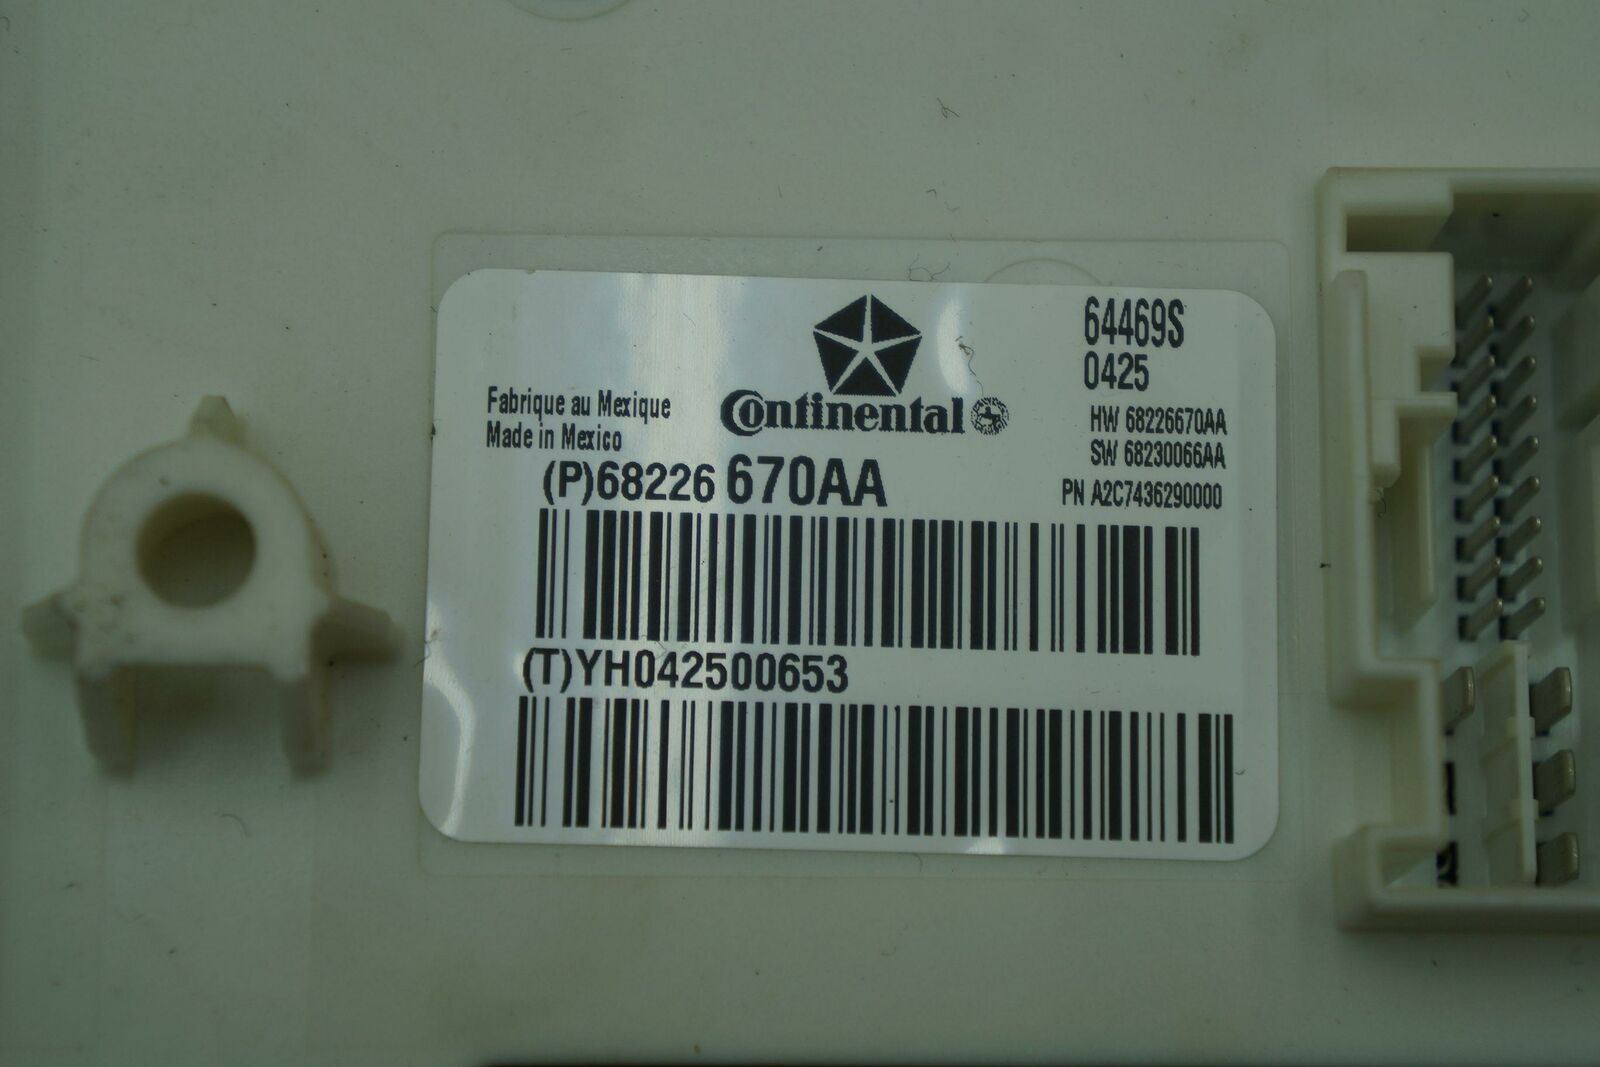 64469S
0425
Fabrique au Mexique
Made in Mexico
Continental
HW 68226670AA
SW 68230066AA
PN A2C7436290000
(P)68226 670AA
(T)YH042500653